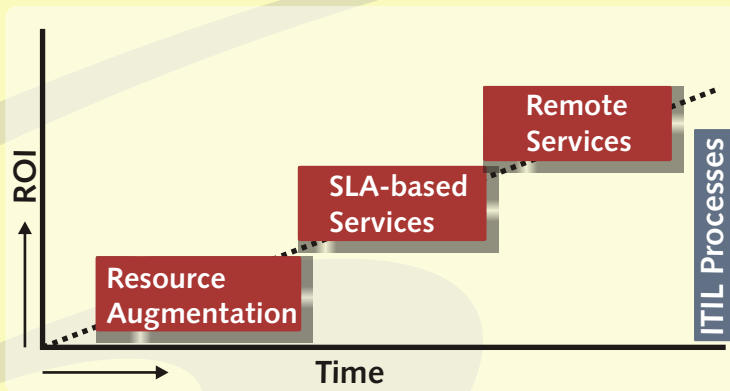 Remote
Services
SLA-based
Services
Resource
Augmentation
ROI
Time
ITIL Processes